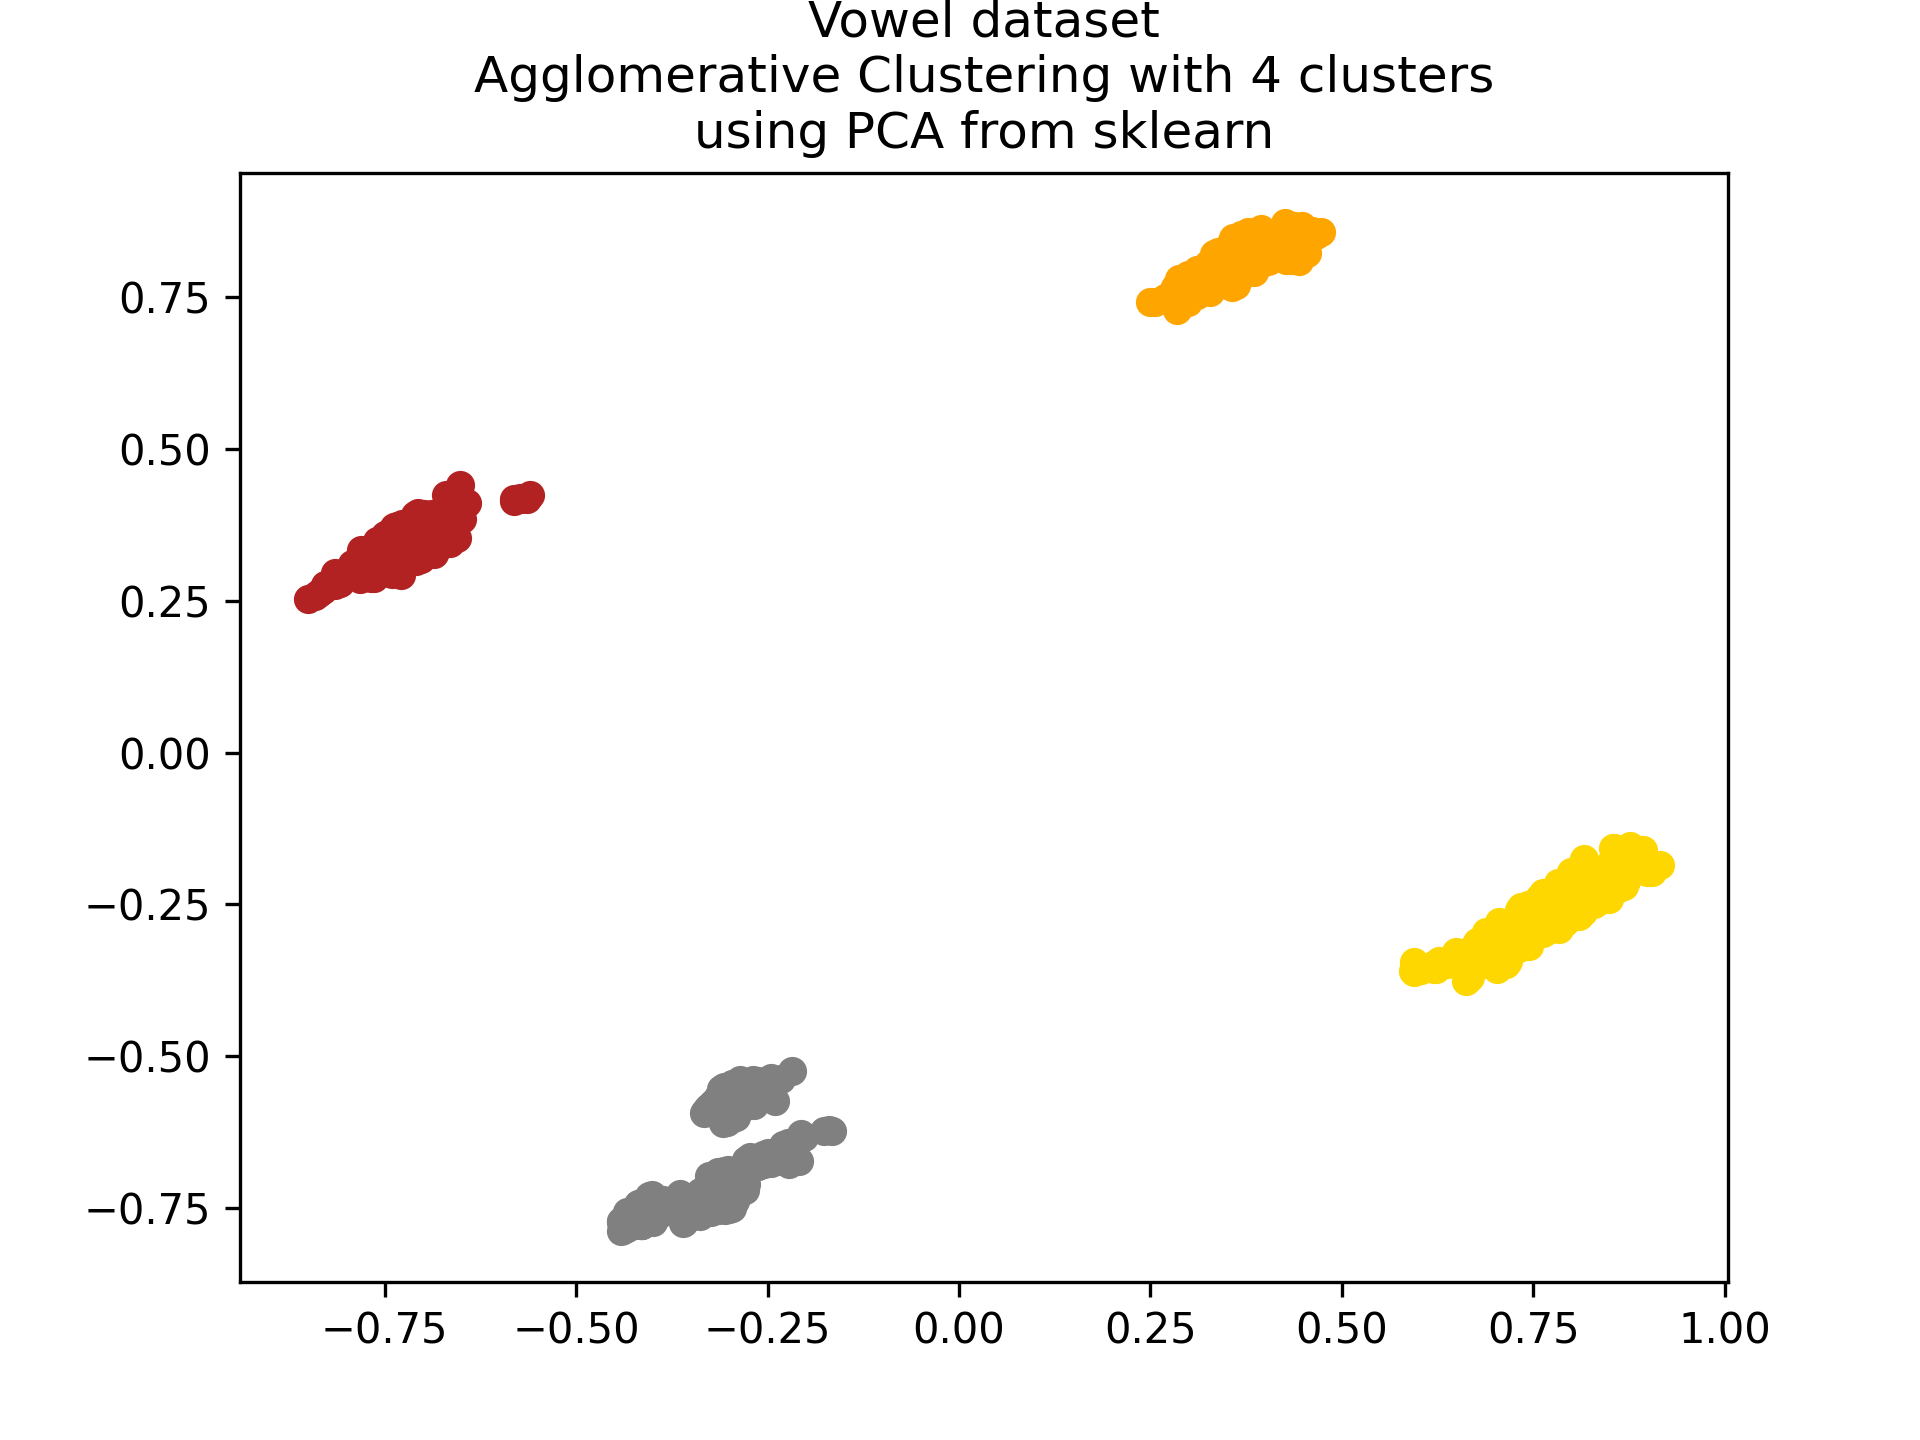 Vowel dataset
Agglomerative Clustering with 4 clusters
using PCA from sklearn
0.75
0.50
0.25
0.00
−0.25
−0.50
−0.75
−0.75 −0.50 −0.25 0.00 0.25 0.50 0.75 1.00